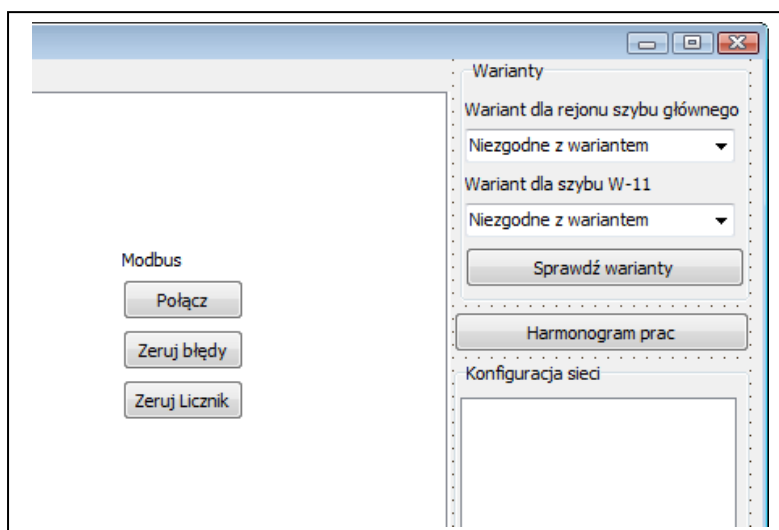 Warianty
Wariant dla rejonu szybu głównego
Niezgodne z wariantem
Wariant dla szybu W-11
Niezgodne z wariantem
Sprawdź warianty
Modbus
Połącz
Zeruj błędy
Zeruj Licznik
Harmonogram prac
Konfiguracja sieci